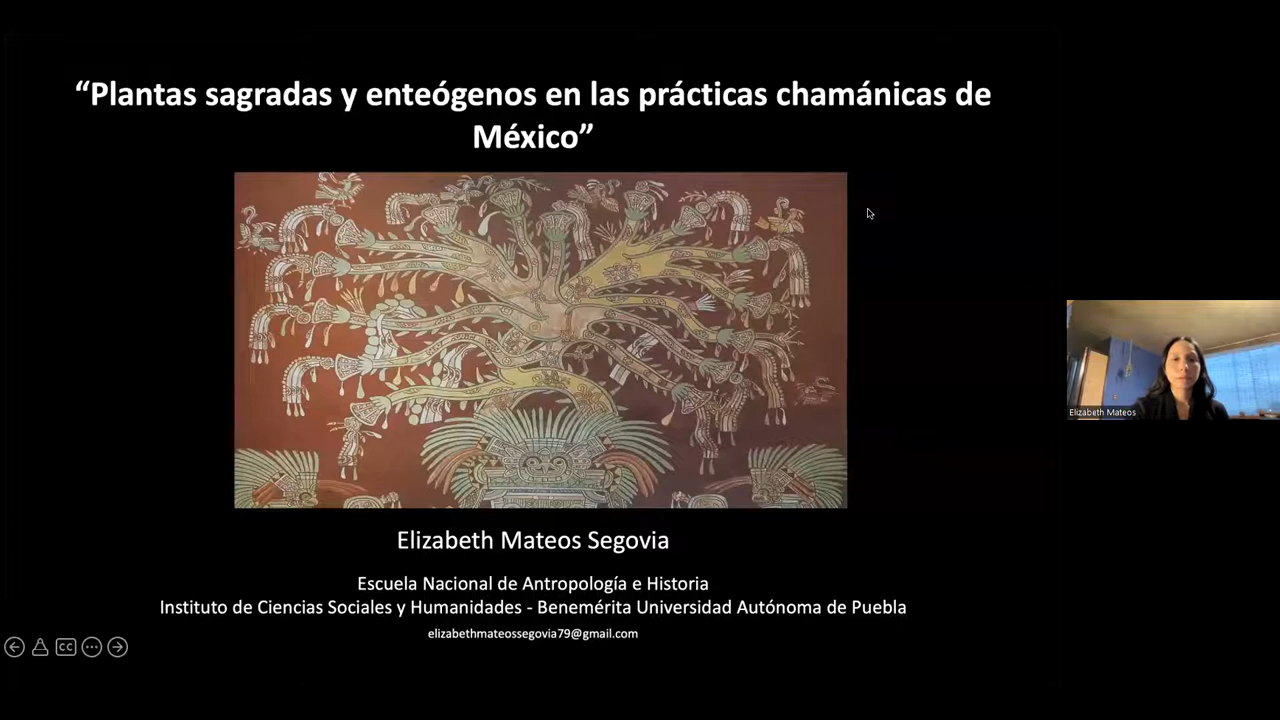 “Plantas sagradas y enteógenos en las prácticas chamánicas de
México”
Elizabeth Mateos
Elizabeth Mateos Segovia
Escuela Nacional de Antropología e Historia
Instituto de Ciencias Sociales y Humanidades - Benemérita Universidad Autónoma de Puebla
elizabethmateossegovia79@gmail.com
CC